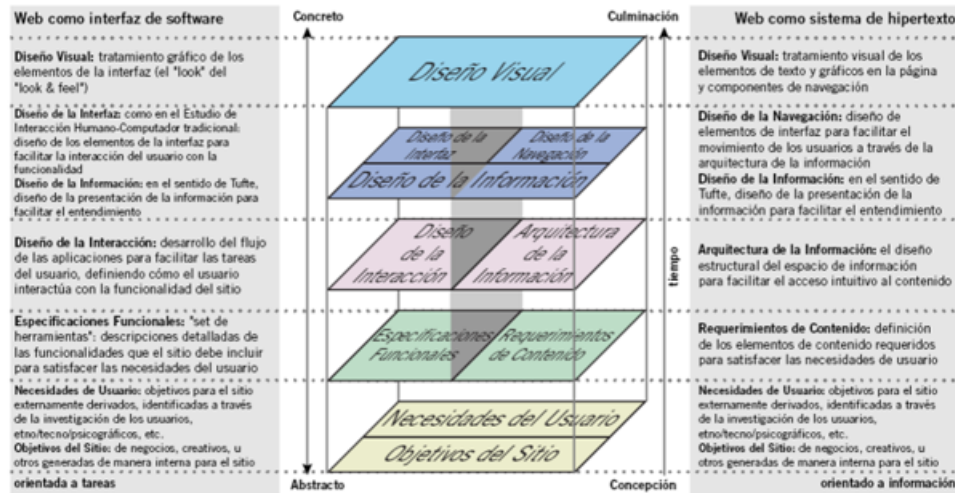 Web como interfaz de software
Diseño Visual: tratamiento gráfico de los
elementos de la interfaz (el "look" del
"look & feel")
Diseño de la Interfaz: como en el Estudio de
Interacción Humano-Computador tradicional:
diseño de los elementos de la interfaz para
facilitar la interacción del usuario con la
funcionalidad
Diseño de la Información: en el sentido de Tufte,
diseño de la presentación de la información para
facilitar el entendimiento
Diseño de la Interacción: desarrollo del flujo
de las aplicaciones para facilitar las tareas
del usuario, definiendo cómo el usuario
interactúa con la funcionalidad del sitio
Especificaciones Funcionales: "set de
herramientas": descripciones detalladas de
las funcionalidades que el sitio debe incluir
para satisfacer las necesidades del usuario
Necesidades de Usuario: objetivos para el sitio
externamente derivados, identificadas a través
de la investigación de los usuarios,
etno/tecno/psicográficos, etc.
Objetivos del Sitio: de negocios, creativos, u
otros generadas de manera interna para el sitio
orientada a tareas
Concreto
Culminación
Diseño Visual
Diseño de la
Interfaz
Diseño de la
Navegación
Diseño de la Información
Diseño
de la
Interacción
Arquitectura
de la
Información
Especificaciones
Funcionales
Requerimientos
de Contenido
Necesidades del Usuario
Objetivos del Sitio
tiempo
Abstracto
Concepción
Web como sistema de hipertexto
Diseño Visual: tratamiento visual de los
elementos de texto y gráficos en la página
y componentes de navegación
Diseño de la Navegación: diseño de
elementos de interfaz para facilitar el
movimiento de los usuarios a través de la
arquitectura de la información
Diseño de la Información: en el sentido de
Tufte, diseño de la presentación de la
información para facilitar el entendimiento
Arquitectura de la Información: el diseño
estructural del espacio de información
para facilitar el acceso intuitivo al contenido
Requerimientos de Contenido: definición
de los elementos de contenido requeridos
para satisfacer las necesidades de usuario
Necesidades de Usuario: objetivos para el sitio
externamente derivados, identificadas a través
de la investigación de los usuarios,
etno/tecno/psicográficos, etc.
Objetivos del Sitio: de negocios, creativos, u
otros generadas de manera interna para el sitio
orientado a información